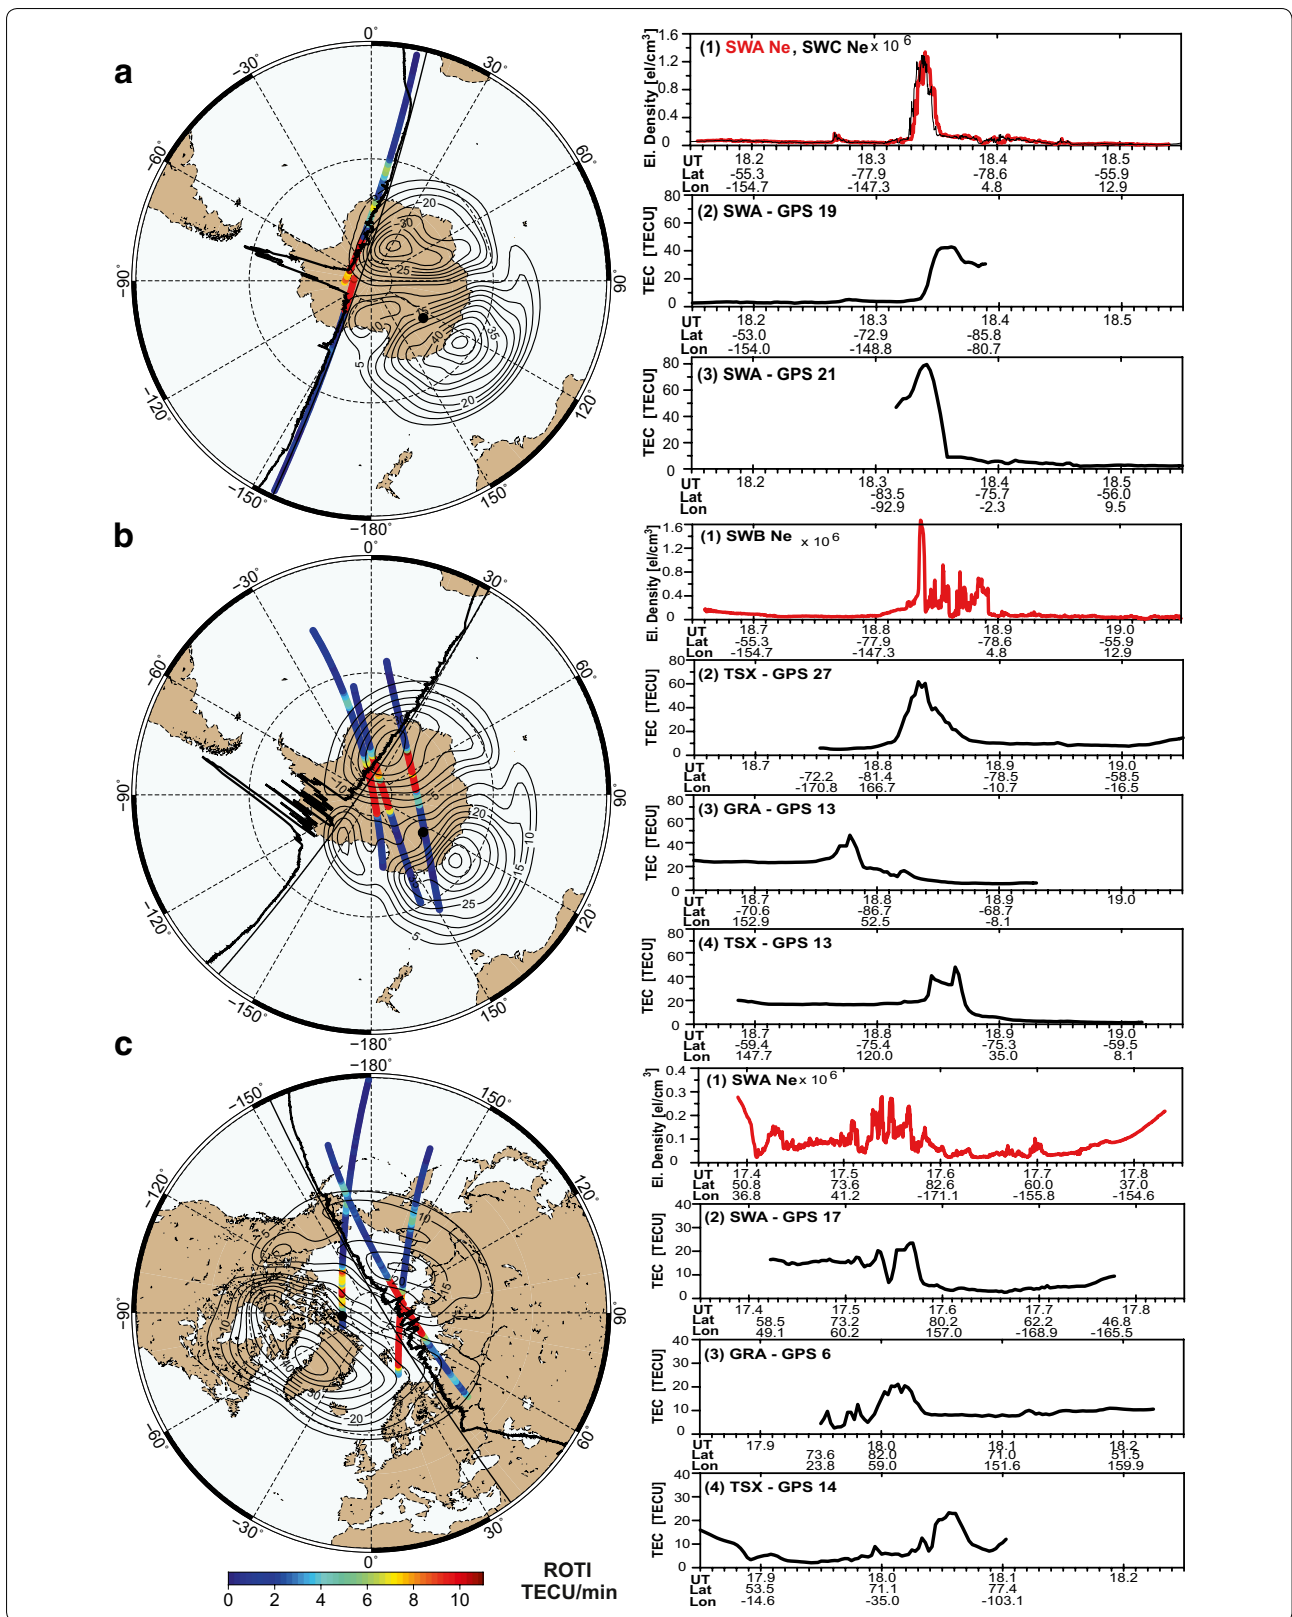 a
0°
30°
60°
90°
120°
150°
−180°
−150°
−120°
−90°
−60°
−30°
20
30
25
5
40
35
20
(1) SWA Ne, SWC Ne x 10 6
El. Density [el/cm3]
1.6
1.2
0.8
0.4
0
UT 18.2 18.3 18.4 18.5
Lat -55.3 -77.9 -78.6 -55.9
Lon -154.7 -147.3 4.8 12.9
(2) SWA - GPS 19
TEC [TECU]
80
60
40
20
0
UT 18.2 18.3 18.4 18.5
Lat -53.0 -72.9 -85.8
Lon -154.0 -148.8 -80.7
(3) SWA - GPS 21
TEC [TECU]
80
60
40
20
0
UT 18.2 18.3 18.4 18.5
Lat -83.5 -75.7 -56.0
Lon -92.9 -2.3 9.5
b
0°
30°
60°
90°
120°
150°
−180°
−150°
−120°
−90°
−60°
−30°
10
20
10
15
25
5
(1) SWB Ne x 10 6
El. Density [el/cm3]
1.6
1.2
0.8
0.4
0
UT 18.7 18.8 18.9 19.0
Lat -55.3 -77.9 -78.6 -55.9
Lon -154.7 -147.3 4.8 12.9
(2) TSX - GPS 27
TEC [TECU]
80
60
40
20
0
UT 18.7 18.8 18.9 19.0
Lat -72.2 -81.4 -78.5 -58.5
Lon -170.8 166.7 -10.7 -16.5
(3) GRA - GPS 13
TEC [TECU]
80
60
40
20
0
UT 18.7 18.8 18.9 19.0
Lat -70.6 -86.7 -68.7
Lon 152.9 52.5 -8.1
(4) TSX - GPS 13
TEC [TECU]
80
60
40
20
0
UT 18.7 18.8 18.9 19.0
Lat -59.4 -75.4 -75.3 -59.5
Lon 147.7 120.0 35.0 8.1
c
−180°
150°
120°
90°
60°
30°
0°
−30°
−60°
−90°
−120°
−150°
10
15
20
(1) SWA Ne x 10 6
El. Density [el/cm3]
0.4
0.3
0.2
0.1
0
UT 17.4 17.5 17.6 17.7 17.8
Lat 50.8 73.6 82.6 60.0 37.0
Lon 36.8 41.2 -171.1 -155.8 -154.6
(2) SWA - GPS 17
TEC [TECU]
40
30
20
10
0
UT 17.4 17.5 17.6 17.7 17.8
Lat 58.5 73.2 80.2 62.2 46.8
Lon 49.1 60.2 157.0 -168.9 -165.5
(3) GRA - GPS 6
TEC [TECU]
40
30
20
10
0
UT 17.9 18.0 18.1 18.2
Lat 73.6 82.0 71.0 51.5
Lon 23.8 59.0 151.6 159.9
(4) TSX - GPS 14
TEC [TECU]
40
30
20
10
0
UT 17.9 18.0 18.1 18.2
Lat 53.5 71.1 77.4
Lon -14.6 -35.0 -103.1
0 2 4 6 8 10
ROTI
TECU/min